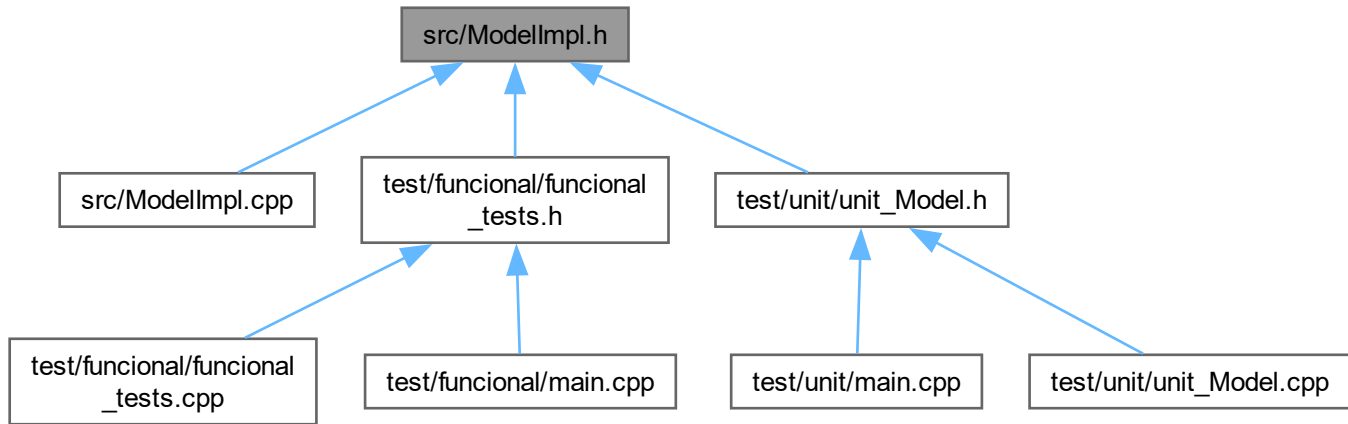 src/ModelImpl.h
src/ModelImpl.cpp
test/funcional/funcional
_tests.h
test/unit/unit_Model.h
test/funcional/funcional
_tests.cpp
test/funcional/main.cpp
test/unit/main.cpp
test/unit/unit_Model.cpp